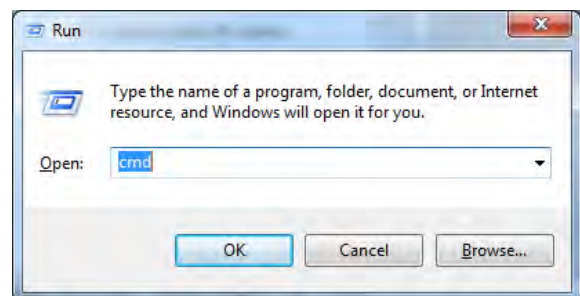 Run
Type the name of a program, folder, document, or Internet
resource, and Windows will open it for you.
Open: cmd
OK Cancel Browse...